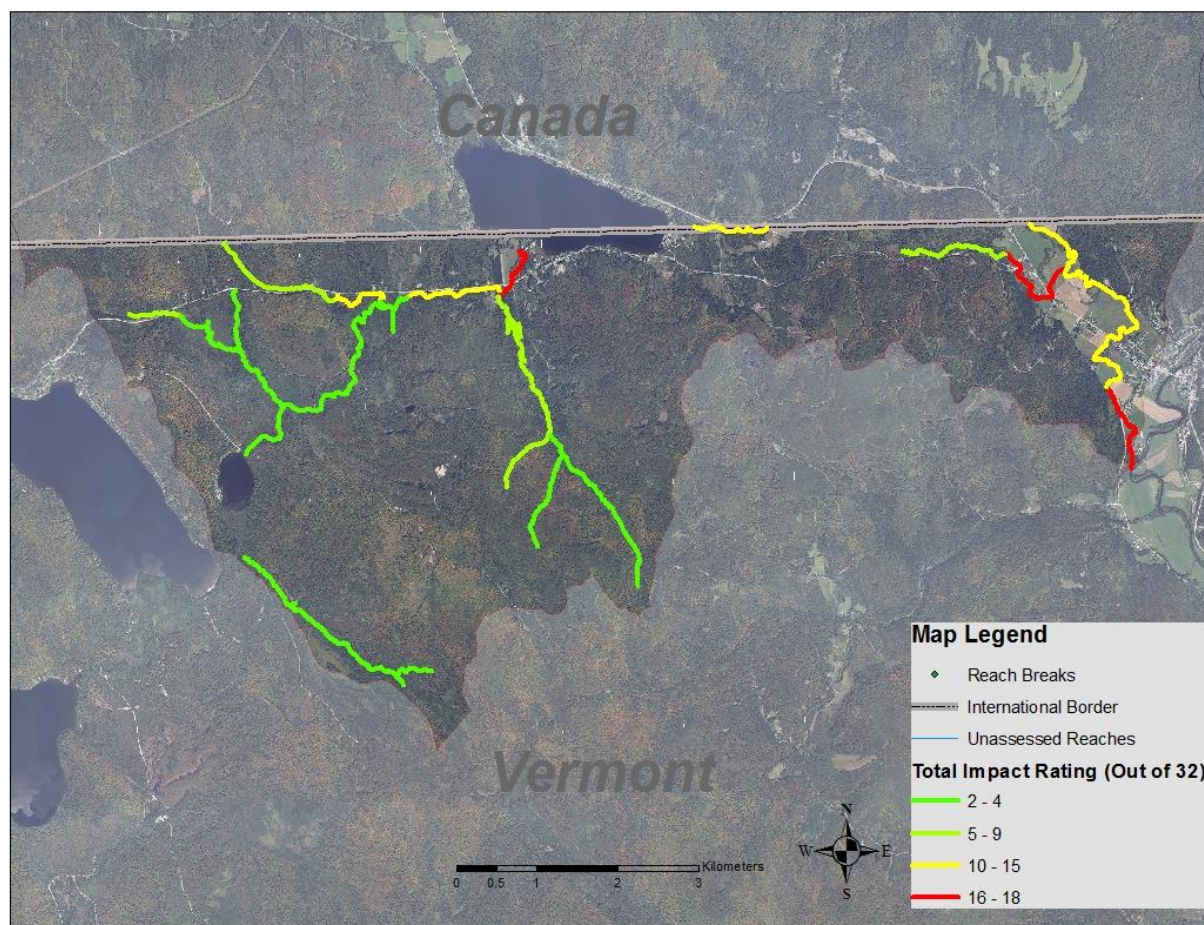 Canada
Vermont
Map Legend
Reach Breaks
International Border
Unassessed Reaches
Total Impact Rating (Out of 32)
2 - 4
5 - 9
10 - 15
16 - 18
N
W E
S
Kilometers
0 0.5 1 2 3